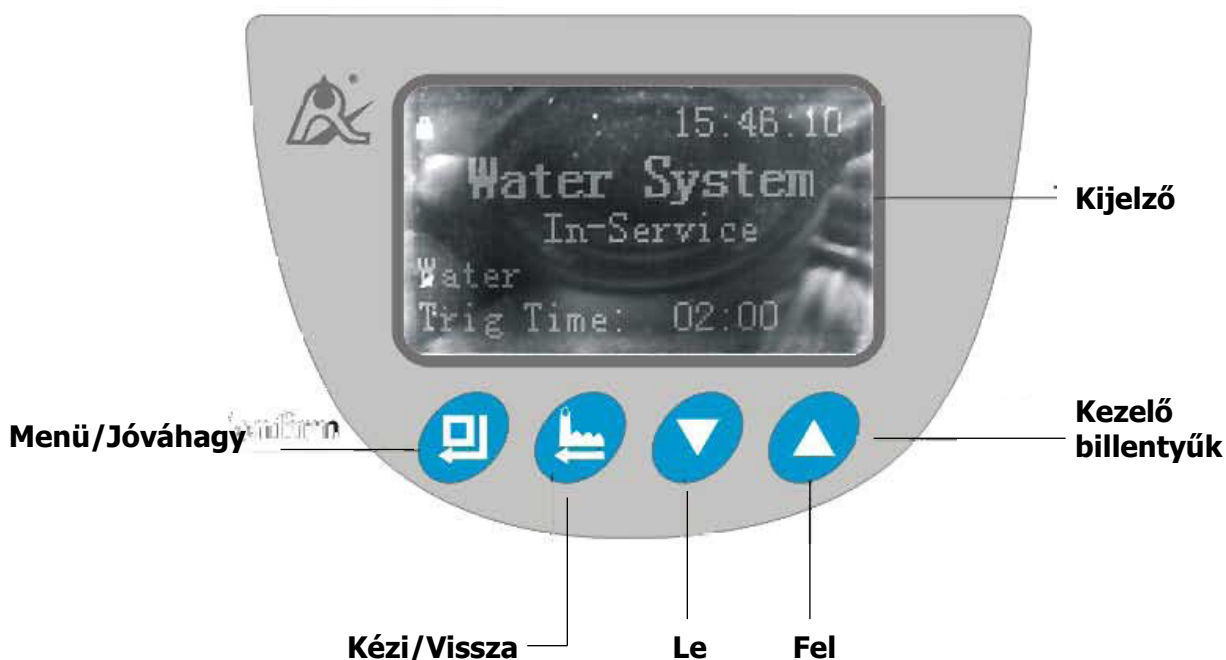 15:46:10
Water System
In-Service
Water
Trig Time: 02:00
Kijelző
Kezelő
billentyűk
Menü/Jóváhagy
Kézi/Vissza
Le
Fel